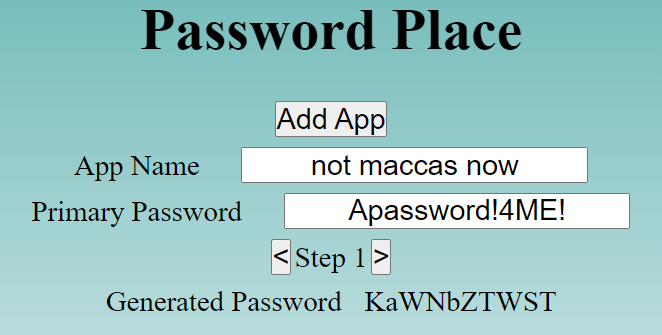 Password Place
Add App
App Name not maccas now
Primary Password Apassword!4ME!
< Step 1 >
Generated Password KaWNbZTWST